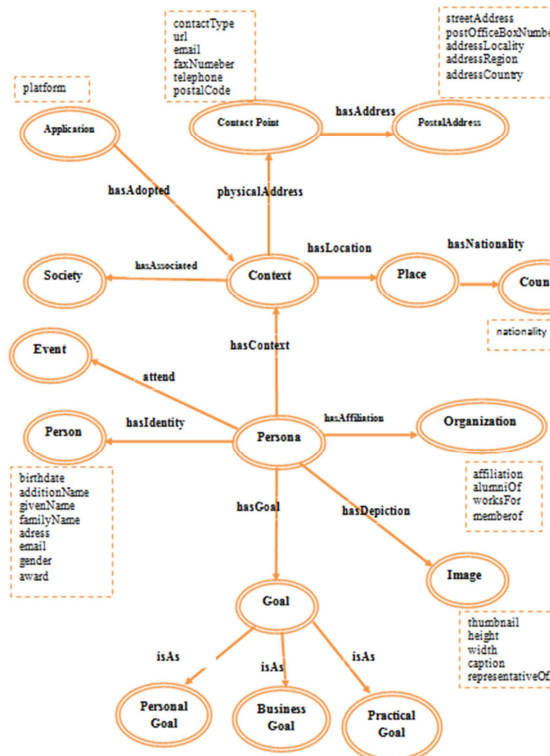 contactType
url
email
faxNumeber
telephone
postalCode
streetAddress
postOfficeBoxNumbe
addressLocality
addressRegion
addressCountry
platform
Application
Contact Point
hasAddress
PostalAddress
hasAdopted
physicalAddress
Society
hasAssociated
Context
hasLocation
Place
hasNationality
Coun
nationality
hasContext
Event
attend
Person
hasIdentity
Persona
hasAffiliation
Organization
birthdate
additionName
givenName
familyName
adress
email
gender
award
affiliation
alumniOf
worksFor
memberof
hasGoal
hasDepiction
Image
thumbnail
height
width
caption
representativeOf
Goal
isAs
isAs
isAs
Personal
Goal
Business
Goal
Practical
Goal